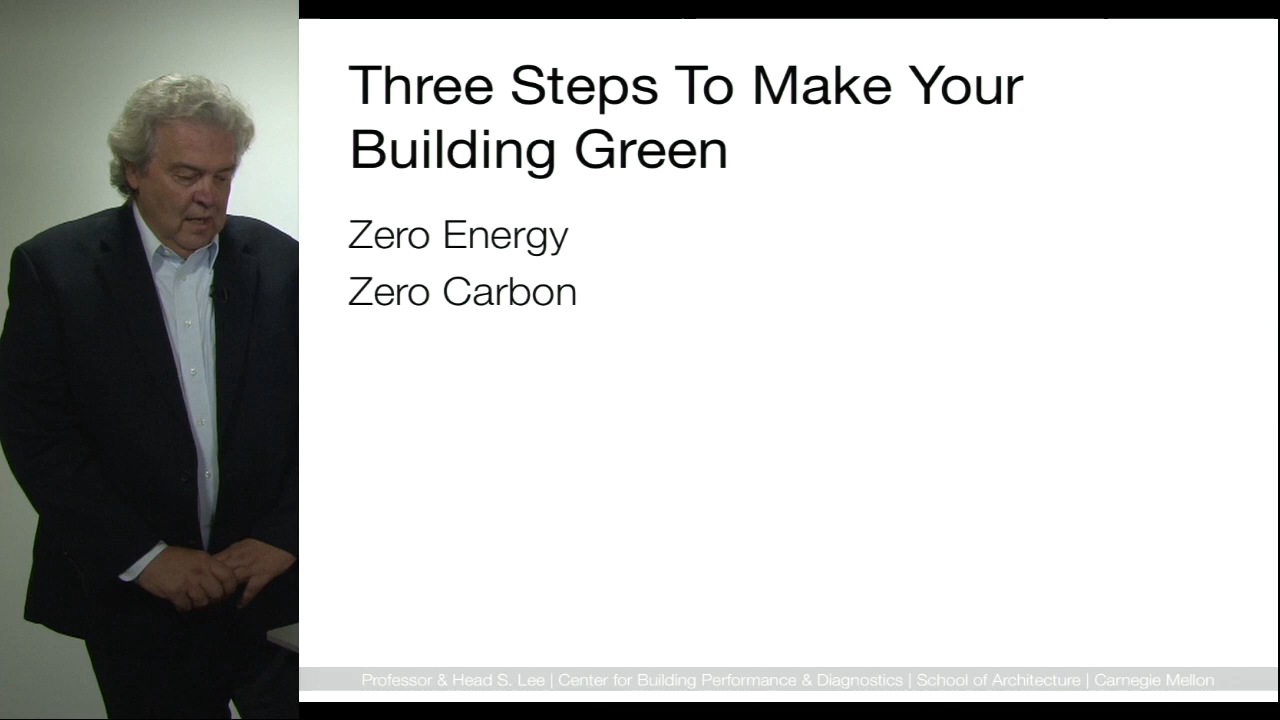 Three Steps To Make Your
Building Green
Zero Energy
Zero Carbon
Professor & Head S. Lee | Center for Building Performance & Diagnostics | School of Architecture | Carnegie Mellon